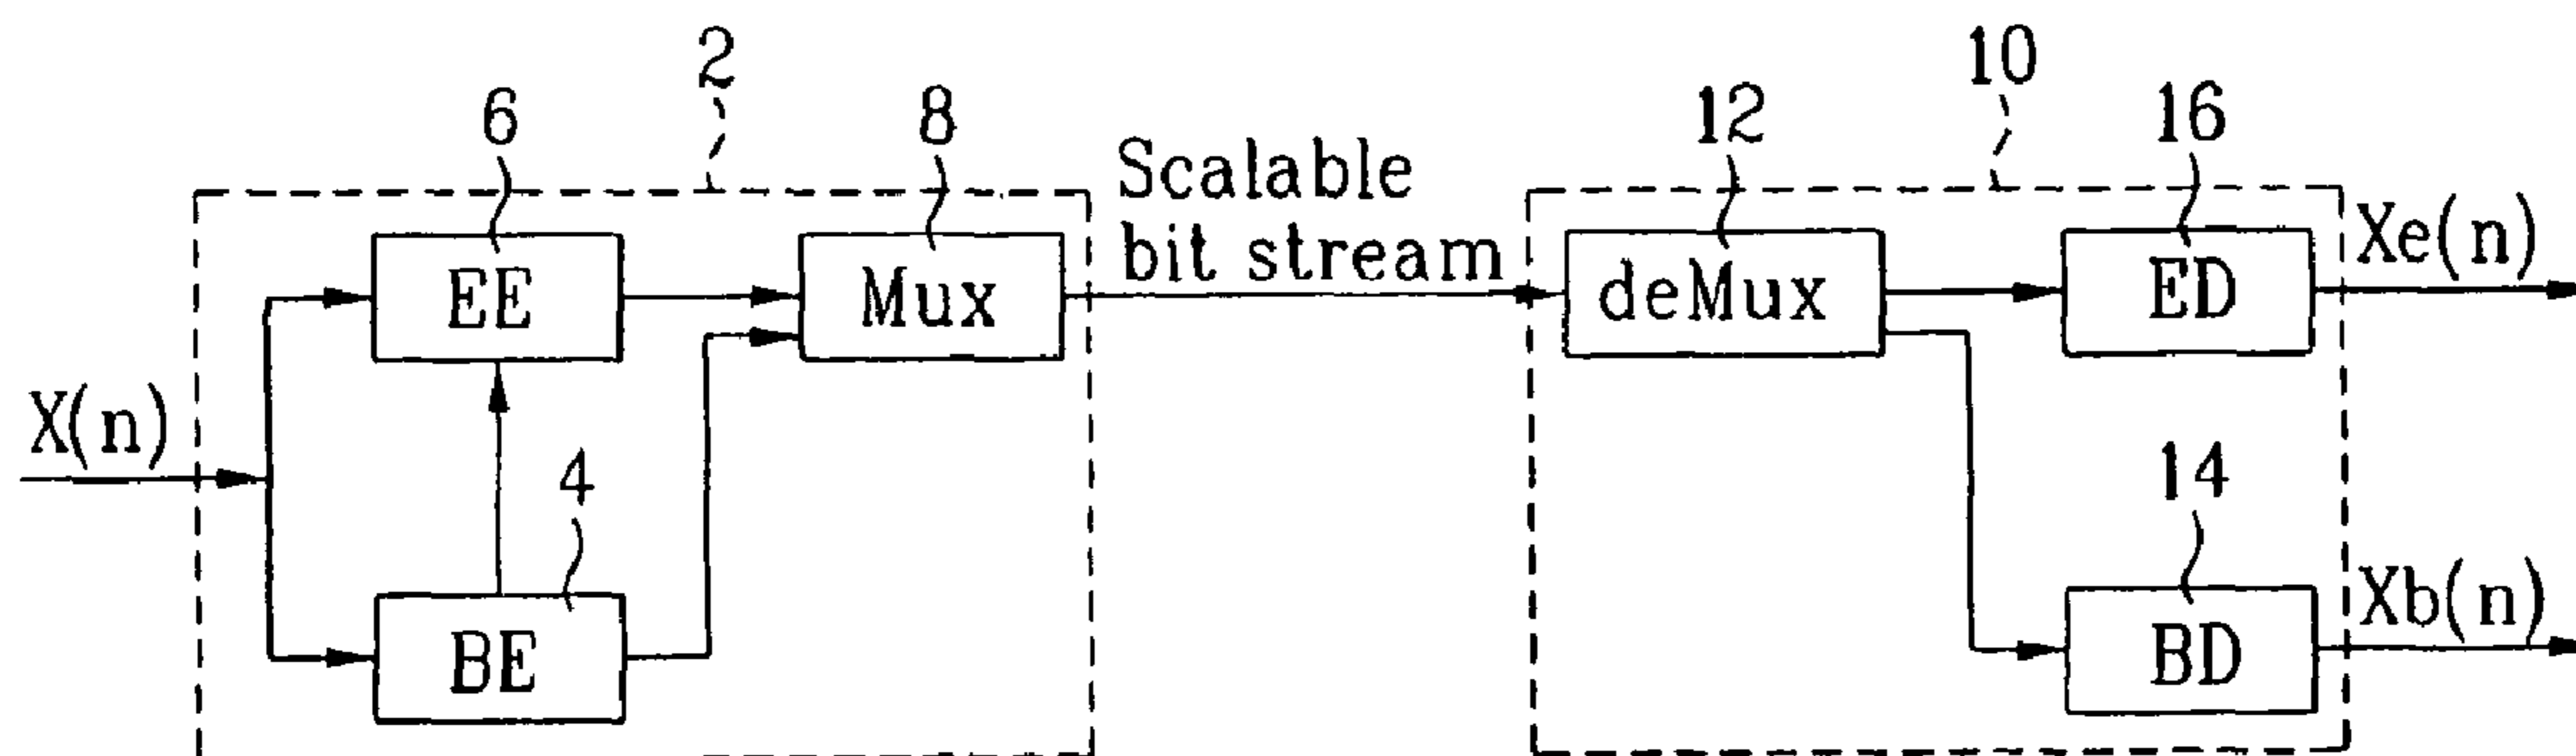 2
10
6
8
12
16
Scalable
bit stream
Xe(n)
EE
Mux
deMux
ED
X(n)
4
14
Xb(n)
BE
BD